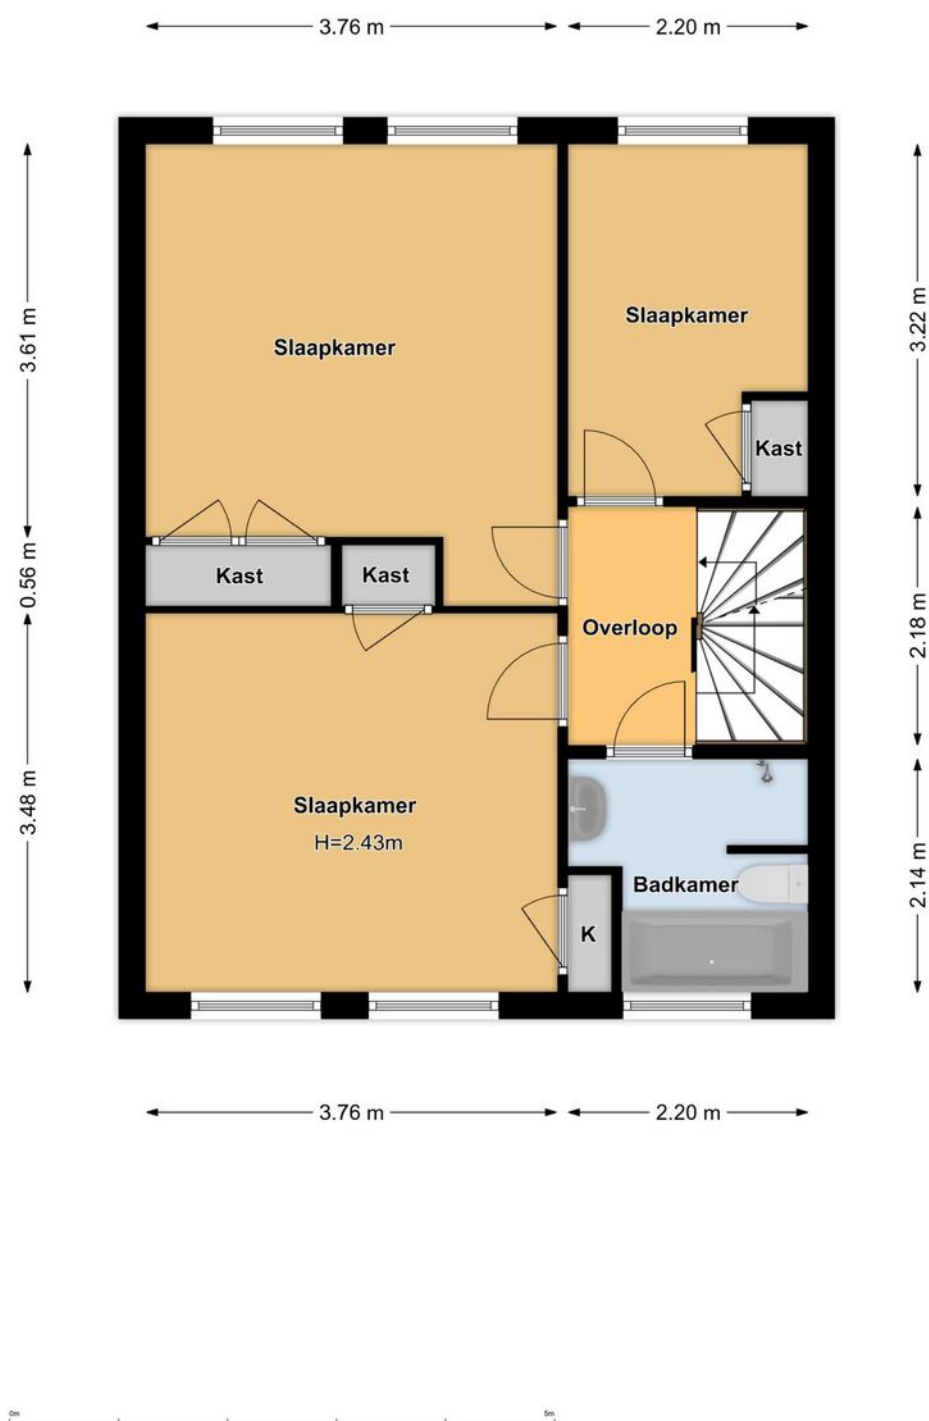 3.76 m
2.20 m
3.61 m
0.56 m
3.48 m
3.22 m
2.18 m
2.14 m
Slaapkamer
Slaapkamer
Kast
Kast
Kast
Overloop
Slaapkamer
H=2.43m
Badkamer
K
3.76 m
2.20 m
0m
5m